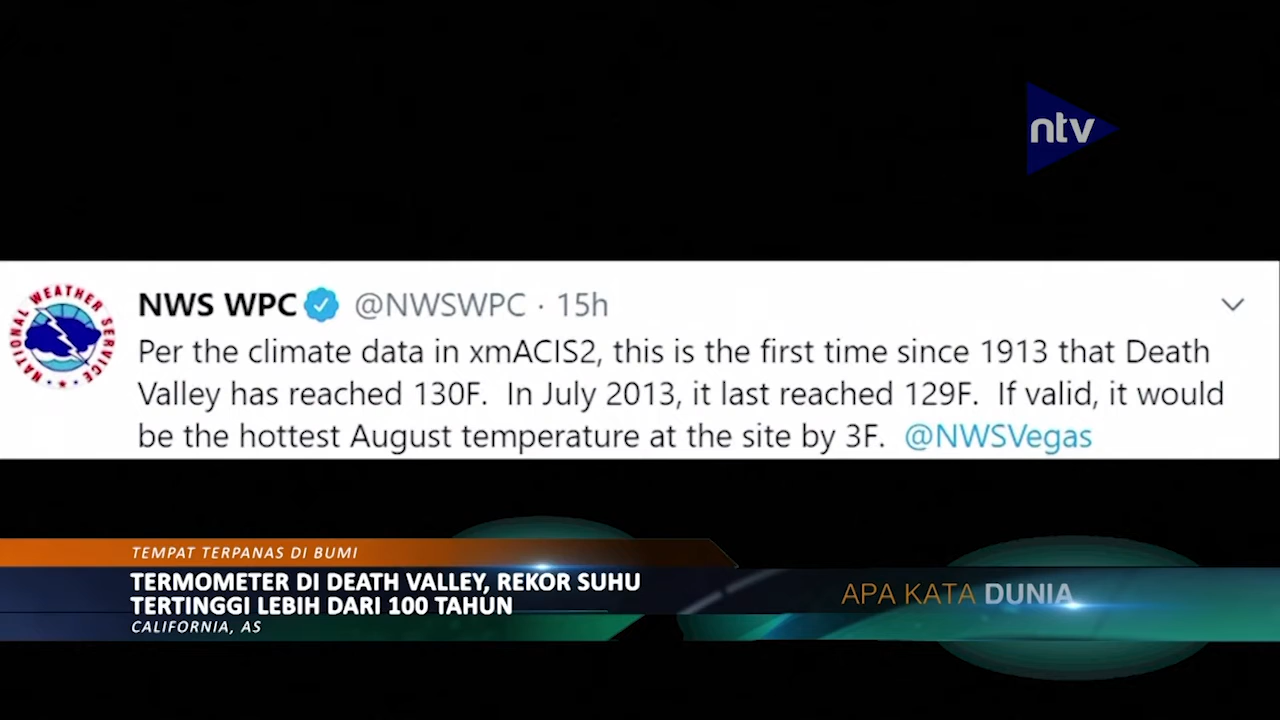 ntv
NATIONAL WEATHER SERVICE
NWS WPC @NWSWPC · 15h
Per the climate data in xmACIS2, this is the first time since 1913 that Death
Valley has reached 130F.  In July 2013, it last reached 129F.  If valid, it would
be the hottest August temperature at the site by 3F.  @NWSVegas
TEMPAT TERPANAS DI BUMI
TERMOMETER DI DEATH VALLEY, REKOR SUHU
TERTINGGI LEBIH DARI 100 TAHUN
CALIFORNIA, AS
APA KATA DUNIA